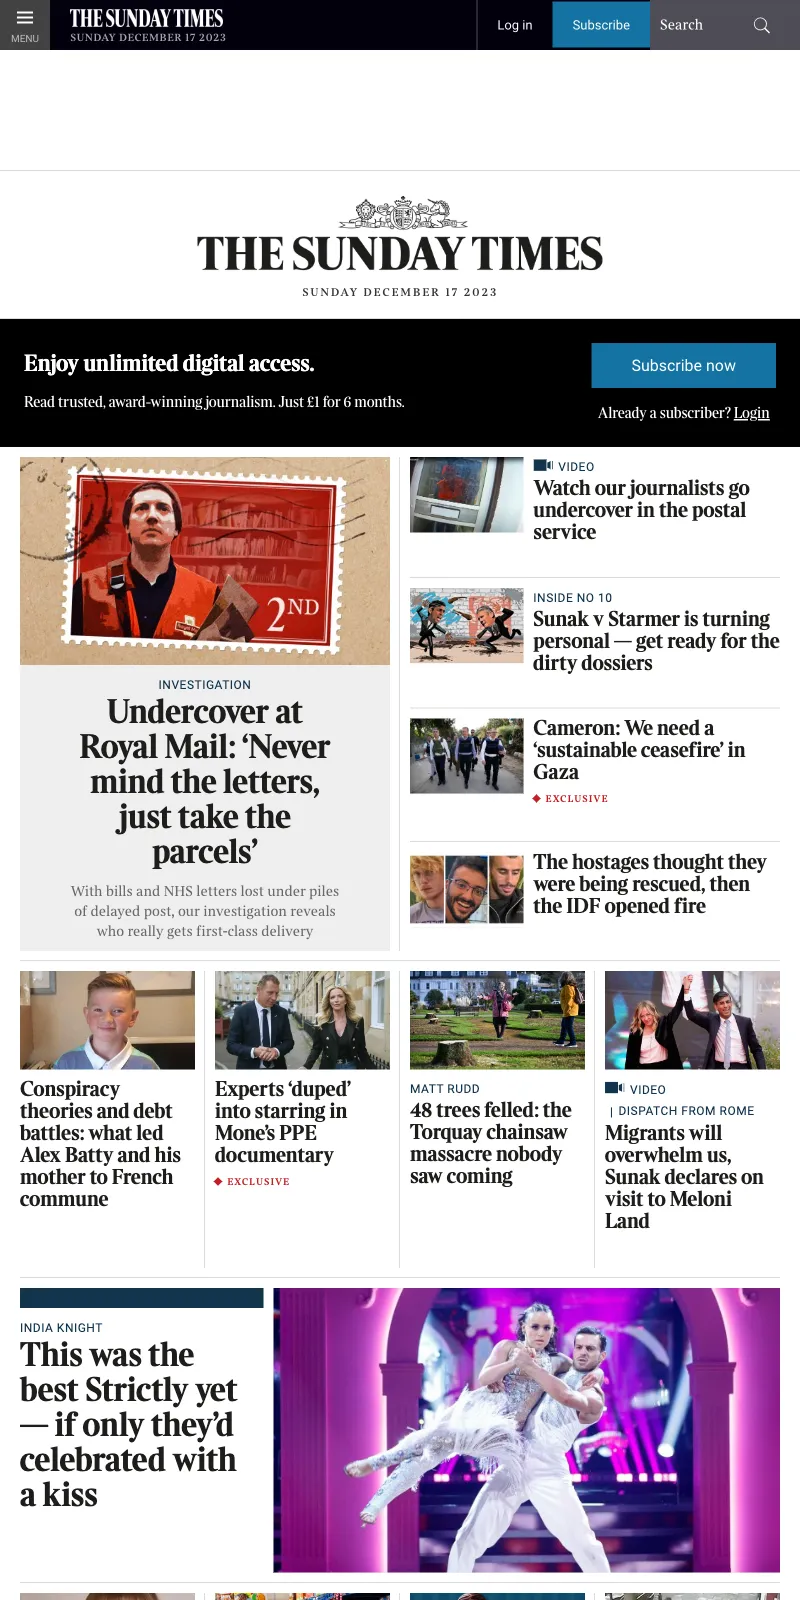 MENU
THE SUNDAY TIMES
SUNDAY DECEMBER 17 2023
Log in
Subscribe
Search
THE SUNDAY TIMES
SUNDAY DECEMBER 17 2023
Enjoy unlimited digital access.
Read trusted, award-winning journalism. Just £1 for 6 months.
Subscribe now
Already a subscriber? Login
2ND
INVESTIGATION
Undercover at
Royal Mail: ‘Never
mind the letters,
just take the
parcels’
With bills and NHS letters lost under piles
of delayed post, our investigation reveals
who really gets first-class delivery
VIDEO
Watch our journalists go
undercover in the postal
service
INSIDE NO 10
Sunak v Starmer is turning
personal — get ready for the
dirty dossiers
Cameron: We need a
‘sustainable ceasefire’ in
Gaza
EXCLUSIVE
The hostages thought they
were being rescued, then
the IDF opened fire
Conspiracy
theories and debt
battles: what led
Alex Batty and his
mother to French
commune
Experts ‘duped’
into starring in
Mone’s PPE
documentary
EXCLUSIVE
MATT RUDD
48 trees felled: the
Torquay chainsaw
massacre nobody
saw coming
VIDEO
| DISPATCH FROM ROME
Migrants will
overwhelm us,
Sunak declares on
visit to Meloni
Land
INDIA KNIGHT
This was the
best Strictly yet
— if only they’d
celebrated with
a kiss